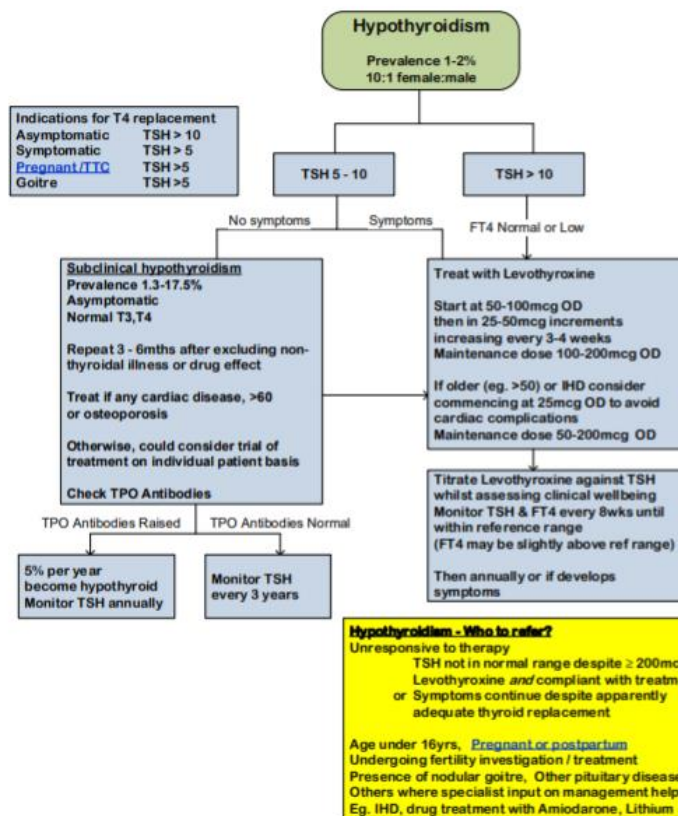 Hypothyroidism
Prevalence 1-2%
10:1 female:male
Indications for T4 replacement
Asymptomatic TSH > 10
Symptomatic TSH > 5
Pregnant /TTC TSH >5
Goitre TSH >5
TSH 5 - 10
TSH > 10
No symptoms
Symptoms
FT4 Normal or Low
Subclinical hypothyroidism
Prevalence 1.3-17.5%
Asymptomatic
Normal T3,T4
Repeat 3 - 6mths after excluding non-
thyroidal illness or drug effect
Treat if any cardiac disease, >60
or osteoporosis
Otherwise, could consider trial of
treatment on individual patient basis
Check TPO Antibodies
Treat with Levothyroxine
Start at 50-100mcg OD
then in 25-50mcg increments
increasing every 3-4 weeks
Maintenance dose 100-200mcg OD
If older (eg. >50) or IHD consider
commencing at 25mcg OD to avoid
cardiac complications
Maintenance dose 50-200mcg OD
Titrate Levothyroxine against TSH
whilst assessing clinical wellbeing
Monitor TSH & FT4 every 8wks until
within reference range
(FT4 may be slightly above ref range)
Then annually or if develops
symptoms
TPO Antibodies Raised
TPO Antibodies Normal
5% per year
become hypothyroid
Monitor TSH annually
Monitor TSH
every 3 years
Hypothyroidism - Who to refer?
Unresponsive to therapy
TSH not in normal range despite ≥ 200mc
Levothyroxine and compliant with treatm
or Symptoms continue despite apparently
adequate thyroid replacement
Age under 16yrs, Pregnant or postpartum
Undergoing fertility investigation / treatment
Presence of nodular goitre, Other pituitary disease
Others where specialist input on management help
Eg. IHD, drug treatment with Amiodarone, Lithium